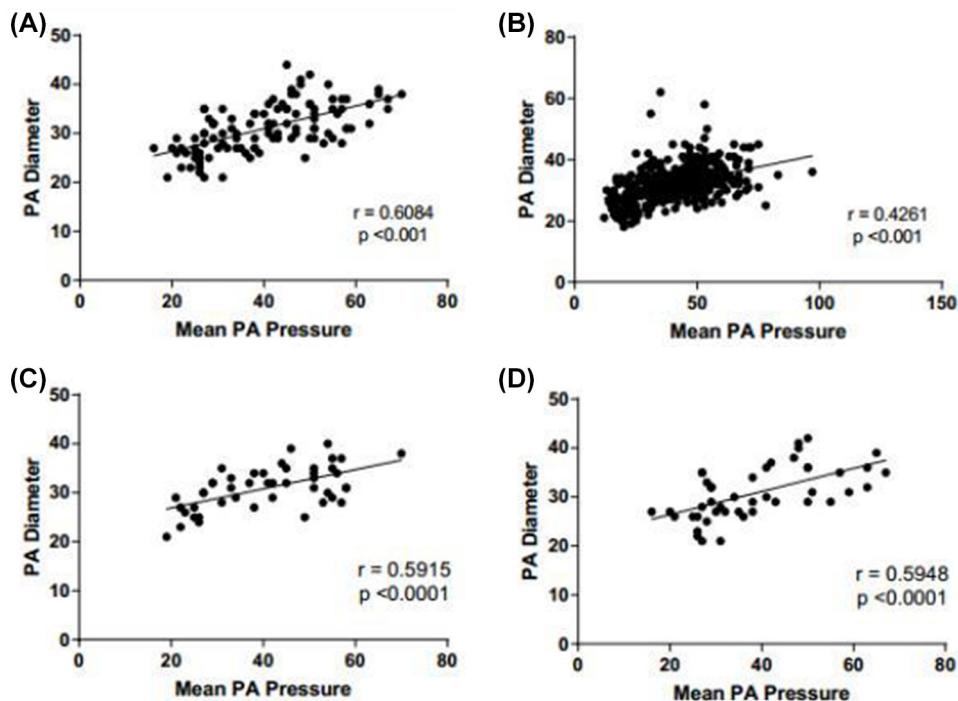 (A)
50
40
30
20
10
0
PA Diameter
r = 0.6084
p <0.001
0 20 40 60 80
Mean PA Pressure
(B)
80
60
40
20
0
PA Diameter
r = 0.4261
p <0.001
0 50 100 150
Mean PA Pressure
(C)
50
40
30
20
10
0
PA Diameter
r = 0.5915
p <0.0001
0 20 40 60 80
Mean PA Pressure
(D)
50
40
30
20
10
0
PA Diameter
r = 0.5948
p <0.0001
0 20 40 60 80
Mean PA Pressure